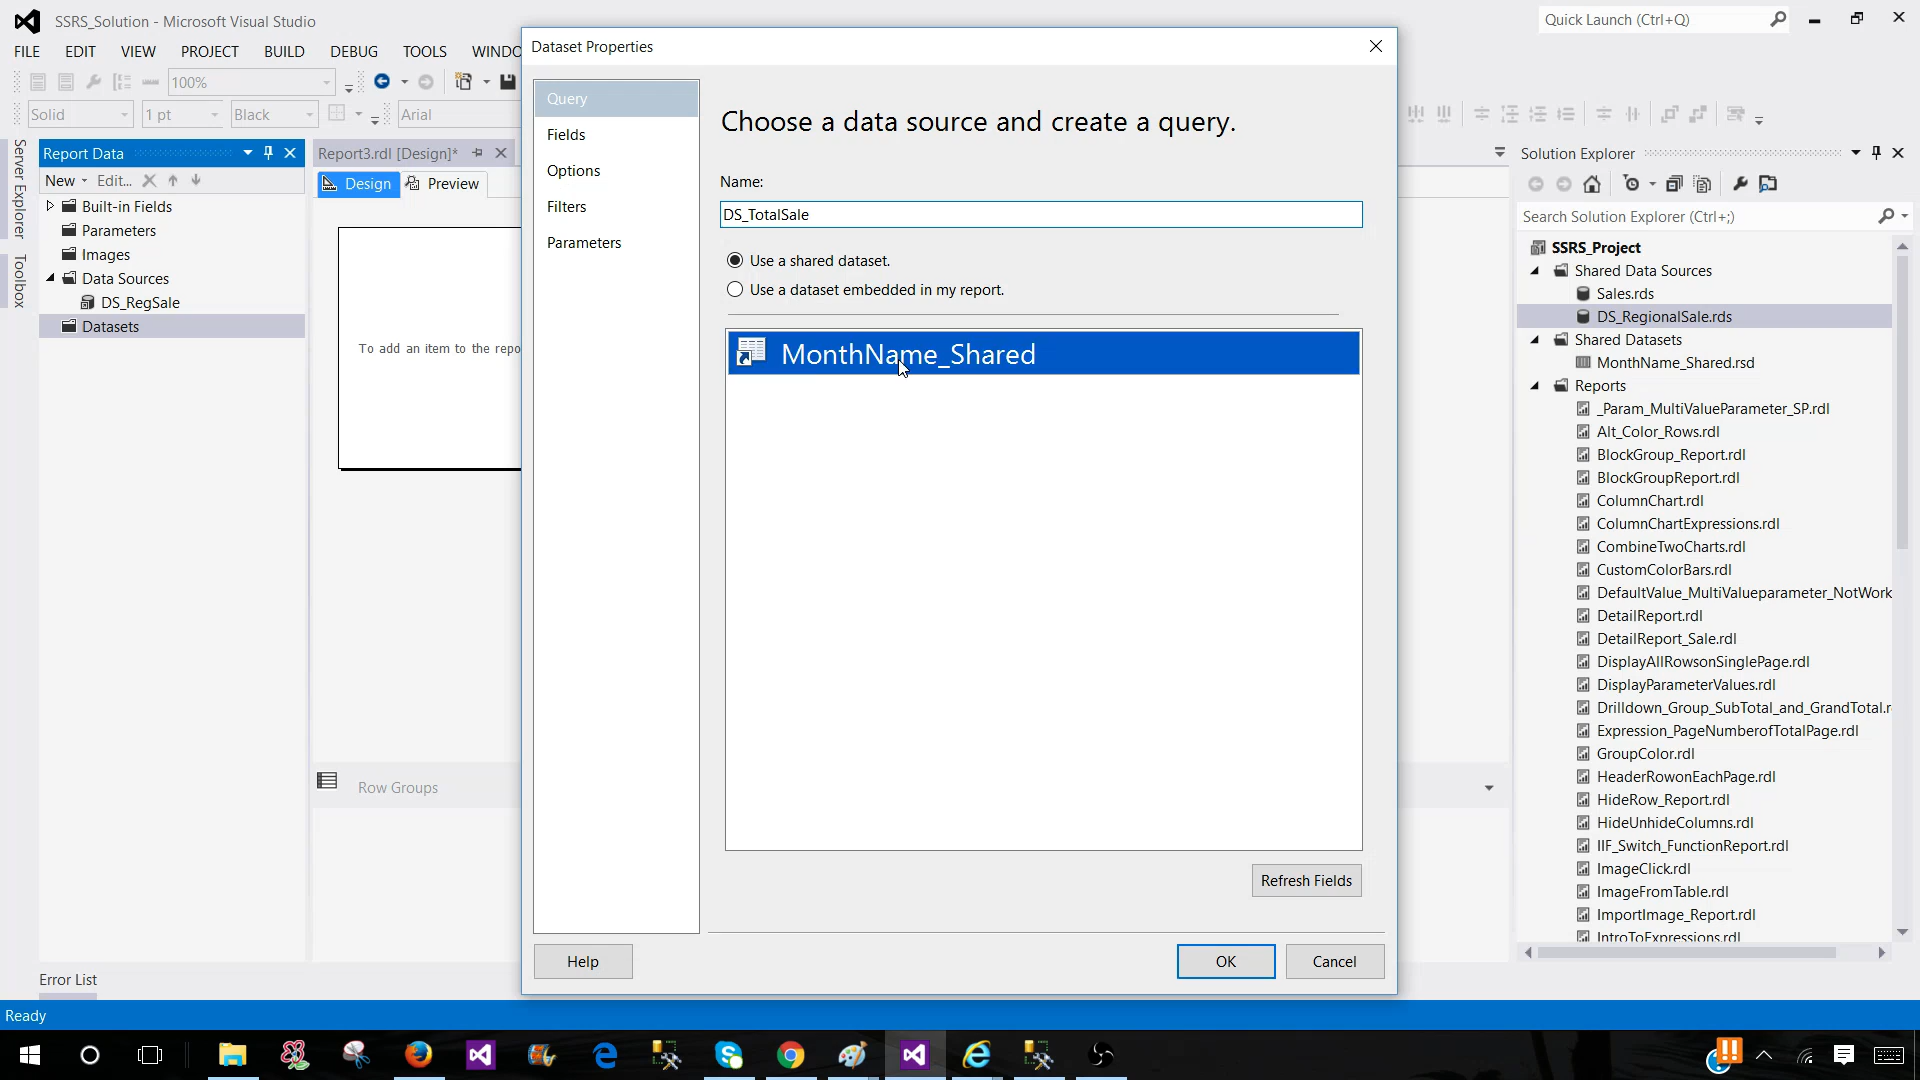 SSRS_Solution - Microsoft Visual Studio
Quick Launch (Ctrl+Q)
FILE EDIT VIEW PROJECT BUILD DEBUG TOOLS WINDO
100%
Solid 1 pt Black Arial
Server Explorer
Toolbox
Report Data
New Edit...
Built-in Fields
Parameters
Images
Data Sources
DS_RegSale
Datasets
Report3.rdl [Design]*
Design Preview
To add an item to the repo
Row Groups
Dataset Properties
Query
Fields
Options
Filters
Parameters
Choose a data source and create a query.
Name:
DS_TotalSale
Use a shared dataset.
Use a dataset embedded in my report.
MonthName_Shared
Refresh Fields
Help
OK
Cancel
Solution Explorer
Search Solution Explorer (Ctrl+;)
SSRS_Project
Shared Data Sources
Sales.rds
DS_RegionalSale.rds
Shared Datasets
MonthName_Shared.rsd
Reports
_Param_MultiValueParameter_SP.rdl
Alt_Color_Rows.rdl
BlockGroup_Report.rdl
BlockGroupReport.rdl
ColumnChart.rdl
ColumnChartExpressions.rdl
CombineTwoCharts.rdl
CustomColorBars.rdl
DefaultValue_MultiValueparameter_NotWork
DetailReport.rdl
DetailReport_Sale.rdl
DisplayAllRowsonSinglePage.rdl
DisplayParameterValues.rdl
Drilldown_Group_SubTotal_and_GrandTotal.r
Expression_PageNumberofTotalPage.rdl
GroupColor.rdl
HeaderRowonEachPage.rdl
HideRow_Report.rdl
HideUnhideColumns.rdl
IIF_Switch_FunctionReport.rdl
ImageClick.rdl
ImageFromTable.rdl
ImportImage_Report.rdl
IntroToExpressions.rdl
Error List
Ready